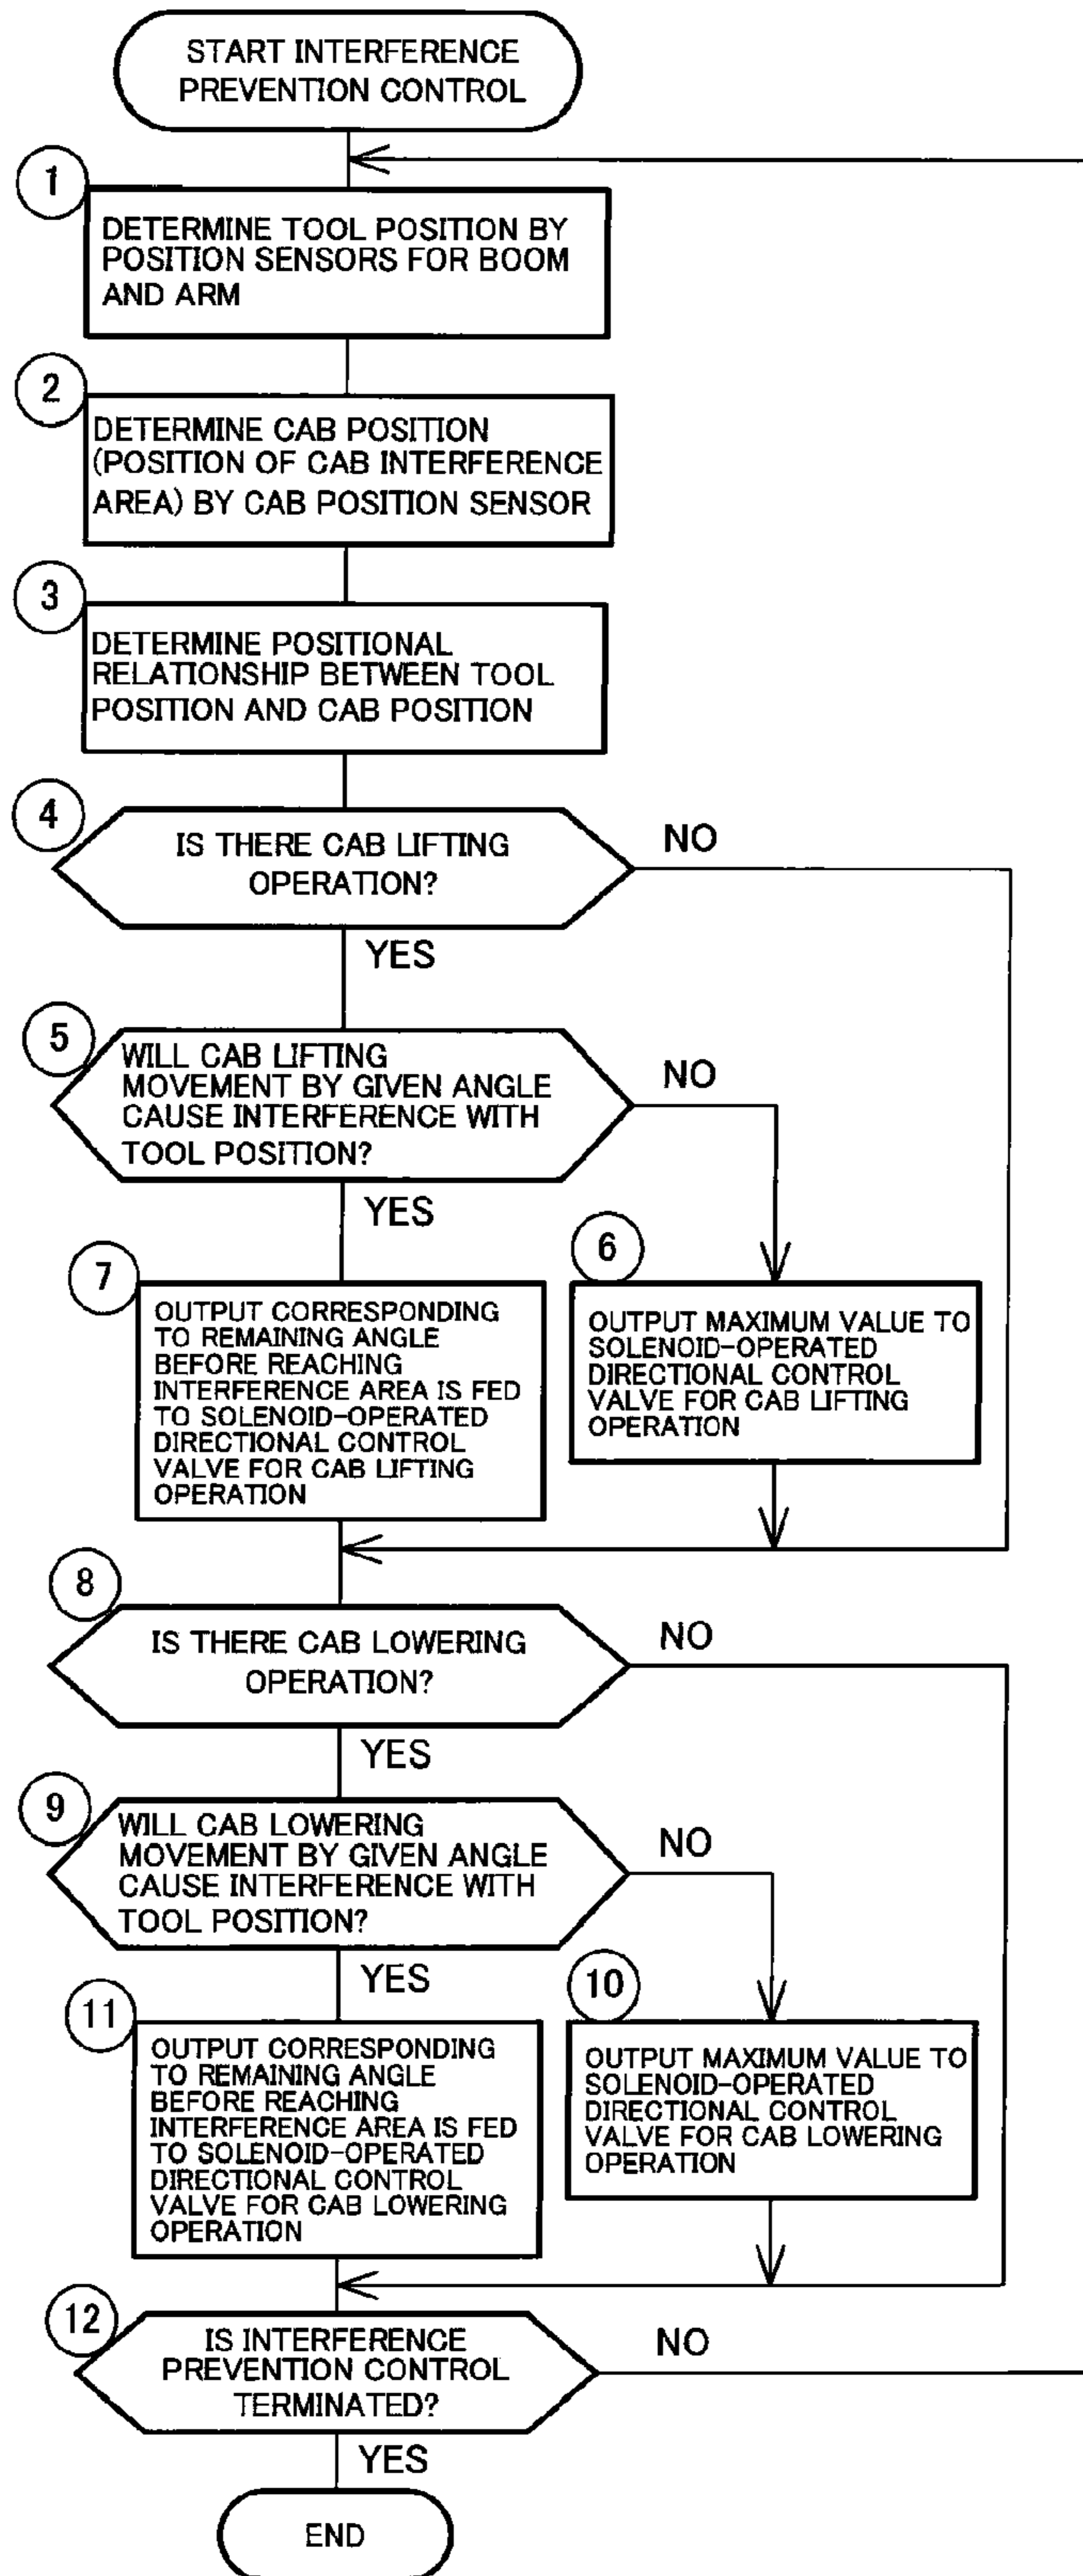 START INTERFERENCE
PREVENTION CONTROL
1
DETERMINE TOOL POSITION BY
POSITION SENSORS FOR BOOM
AND ARM
2
DETERMINE CAB POSITION
(POSITION OF CAB INTERFERENCE
AREA) BY CAB POSITION SENSOR
3
DETERMINE POSITIONAL
RELATIONSHIP BETWEEN TOOL
POSITION AND CAB POSITION
4
IS THERE CAB LIFTING
OPERATION?
NO
YES
5
WILL CAB LIFTING
MOVEMENT BY GIVEN ANGLE
CAUSE INTERFERENCE WITH
TOOL POSITION?
NO
YES
6
OUTPUT MAXIMUM VALUE TO
SOLENOID-OPERATED
DIRECTIONAL CONTROL
VALVE FOR CAB LIFTING
OPERATION
7
OUTPUT CORRESPONDING
TO REMAINING ANGLE
BEFORE REACHING
INTERFERENCE AREA IS FED
TO SOLENOID-OPERATED
DIRECTIONAL CONTROL
VALVE FOR CAB LIFTING
OPERATION
8
IS THERE CAB LOWERING
OPERATION?
NO
YES
9
WILL CAB LOWERING
MOVEMENT BY GIVEN ANGLE
CAUSE INTERFERENCE WITH
TOOL POSITION?
NO
YES
10
OUTPUT MAXIMUM VALUE TO
SOLENOID-OPERATED
DIRECTIONAL CONTROL
VALVE FOR CAB LOWERING
OPERATION
11
OUTPUT CORRESPONDING
TO REMAINING ANGLE
BEFORE REACHING
INTERFERENCE AREA IS FED
TO SOLENOID-OPERATED
DIRECTIONAL CONTROL
VALVE FOR CAB LOWERING
OPERATION
12
IS INTERFERENCE
PREVENTION CONTROL
TERMINATED?
NO
YES
END